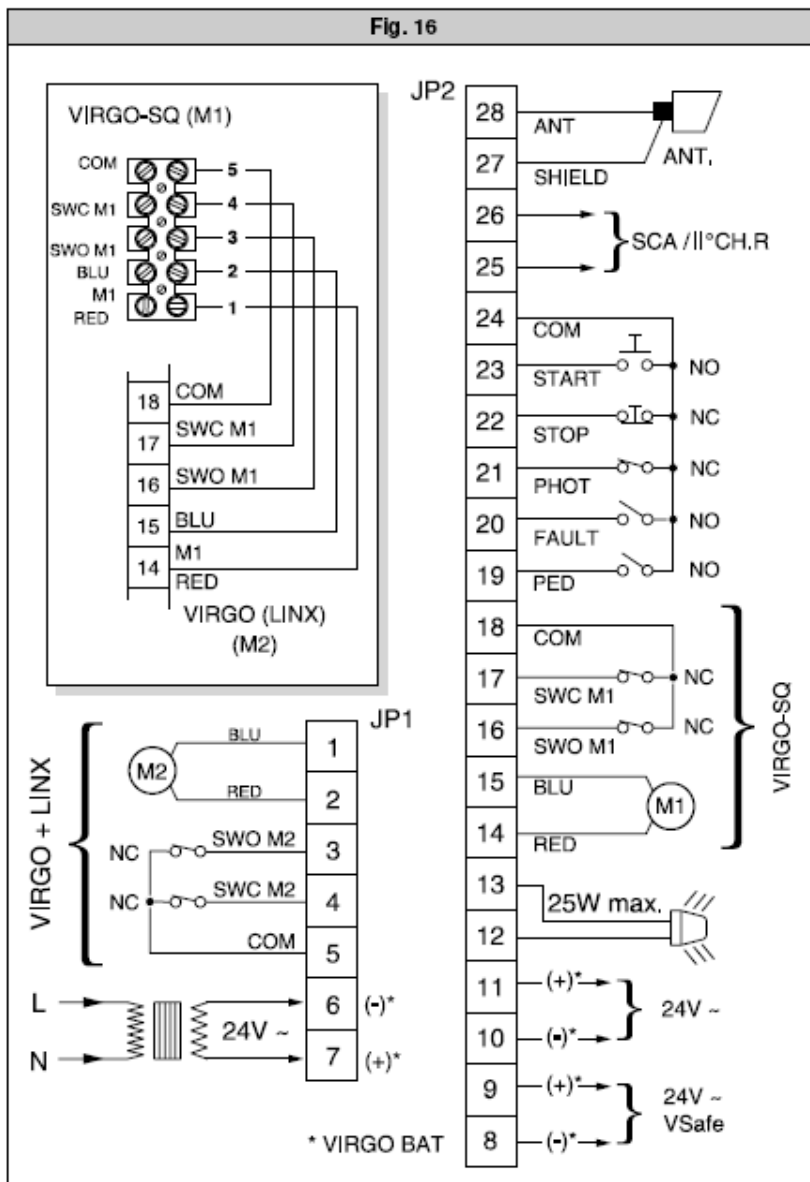 Fig. 16
VIRGO-SQ (M1)
COM
5
SWC M1
4
SWO M1
3
BLU
2
M1
RED
1
18 COM
17 SWC M1
16 SWO M1
15 BLU
14 M1
RED
VIRGO (LINX)
(M2)
JP1
VIRGO + LINX
M2
BLU 1
RED 2
NC SWO M2 3
NC SWC M2 4
COM 5
L 24V ~ 6 (-)*
N 7 (+)*
* VIRGO BAT
JP2
28 ANT
ANT.
27 SHIELD
26
SCA /II°CH.R
25
24 COM
23 START NO
22 STOP NC
21 PHOT NC
20 FAULT NO
19 PED NO
18 COM
17 SWC M1 NC
16 SWO M1 NC
15 BLU
M1
14 RED
VIRGO-SQ
13 25W max.
12
11 (+)*
24V ~
10 (-)*
9 (+)*
24V ~
VSafe
8 (-)*